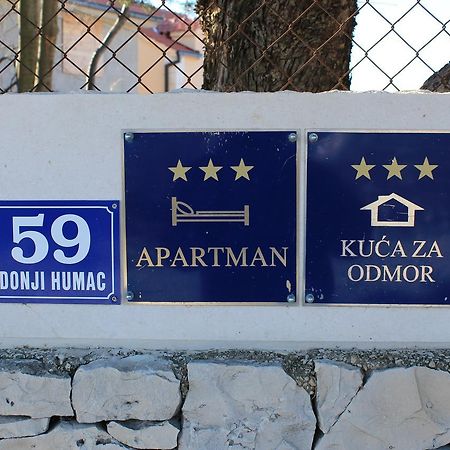 59
DONJI HUMAC
APARTMAN
KUĆA ZA
ODMOR